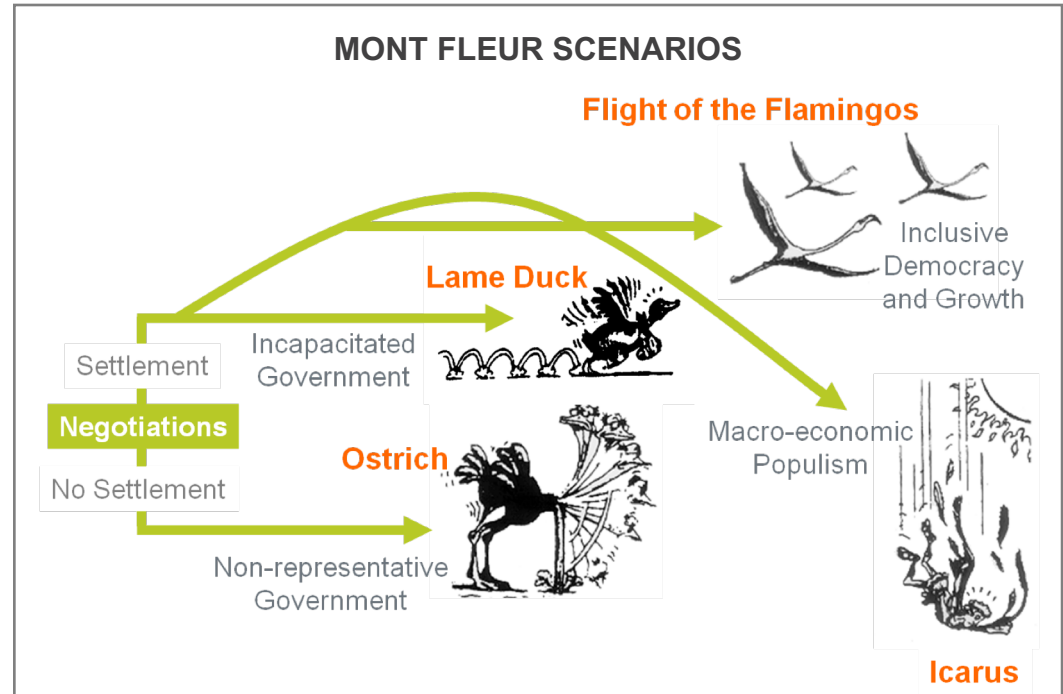 MONT FLEUR SCENARIOS
Flight of the Flamingos
Inclusive
Democracy
and Growth
Lame Duck
Incapacitated
Government
Settlement
Negotiations
No Settlement
Ostrich
Non-representative
Government
Macro-economic
Populism
Icarus